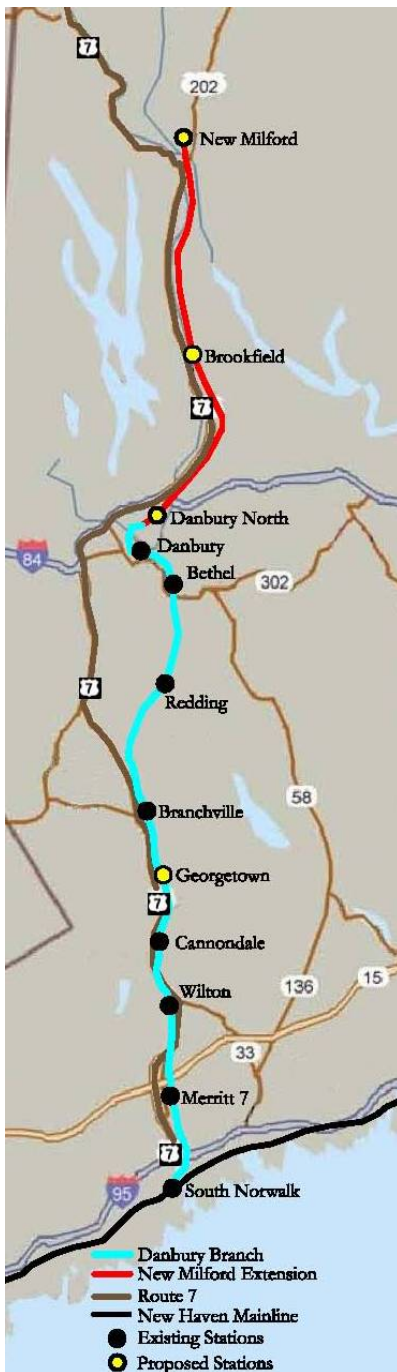 7
202
New Milford
Brookfield
7
Danbury North
Danbury
84
Bethel
302
7
Redding
58
Branchville
Georgetown
7
Cannondale
15
Wilton
136
33
Merritt 7
7
95
South Norwalk
Danbury Branch
New Milford Extension
Route 7
New Haven Mainline
Existing Stations
Proposed Stations